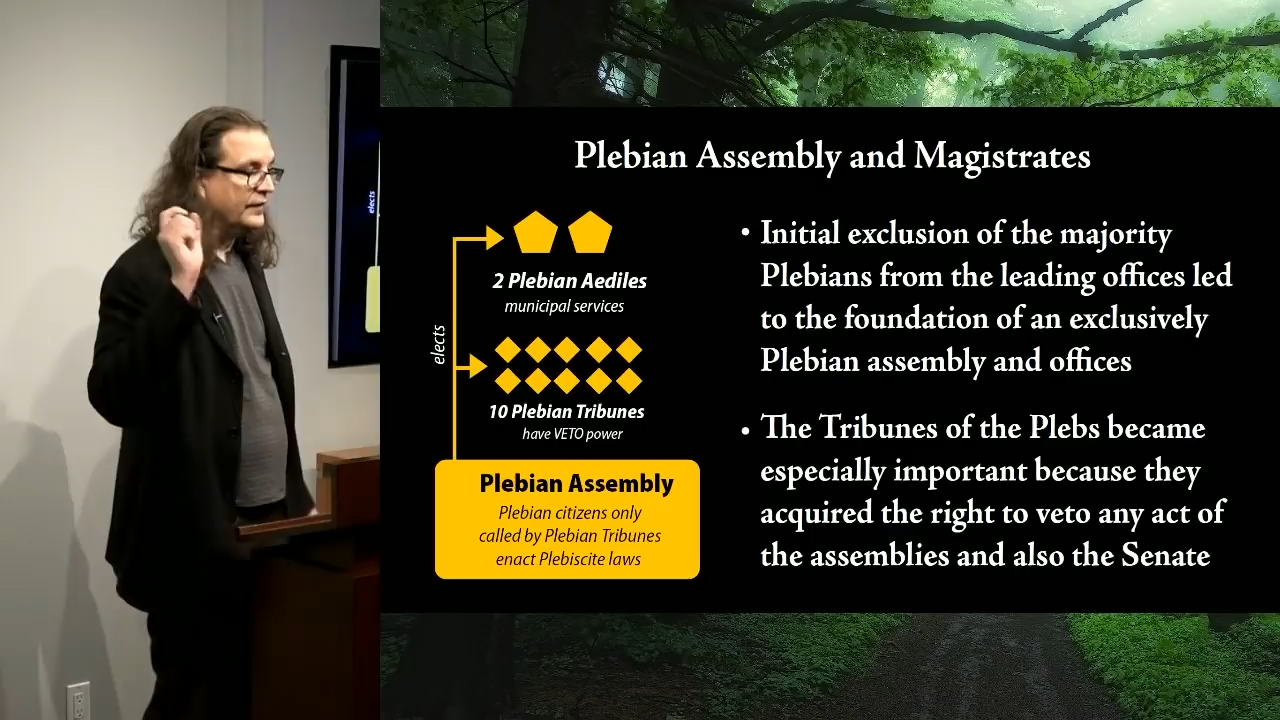 elects
Plebian Assembly and Magistrates
2 Plebian Aediles
municipal services
elects
10 Plebian Tribunes
have VETO power
Plebian Assembly
Plebian citizens only
called by Plebian Tribunes
enact Plebiscite laws
• Initial exclusion of the majority
Plebians from the leading offices led
to the foundation of an exclusively
Plebian assembly and offices
• The Tribunes of the Plebs became
especially important because they
acquired the right to veto any act of
the assemblies and also the Senate